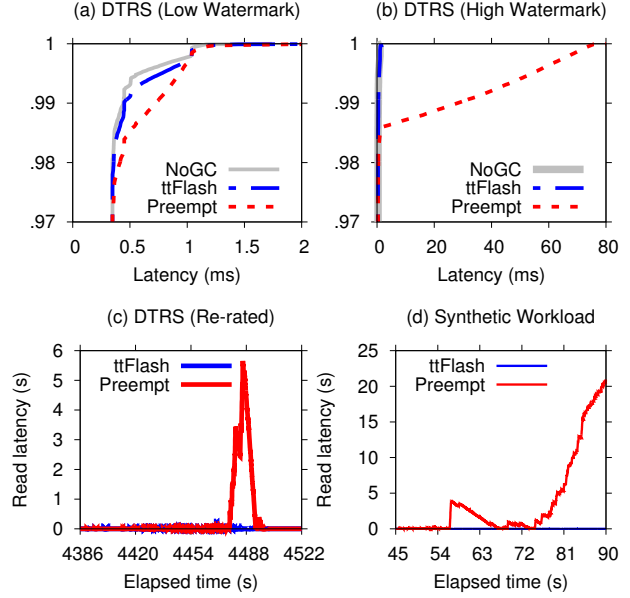 (a) DTRS (Low Watermark)
1
.99
.98
.97
NoGC
ttFlash
Preempt
0 0.5 1 1.5 2
Latency (ms)
(b) DTRS (High Watermark)
1
.99
.98
.97
NoGC
ttFlash
Preempt
0 20 40 60 80
Latency (ms)
(c) DTRS (Re-rated)
Read latency (s)
6
5
4
3
2
1
0
ttFlash
Preempt
4386 4420 4454 4488 4522
Elapsed time (s)
(d) Synthetic Workload
Read latency (s)
25
20
15
10
5
0
ttFlash
Preempt
45 54 63 72 81 90
Elapsed time (s)